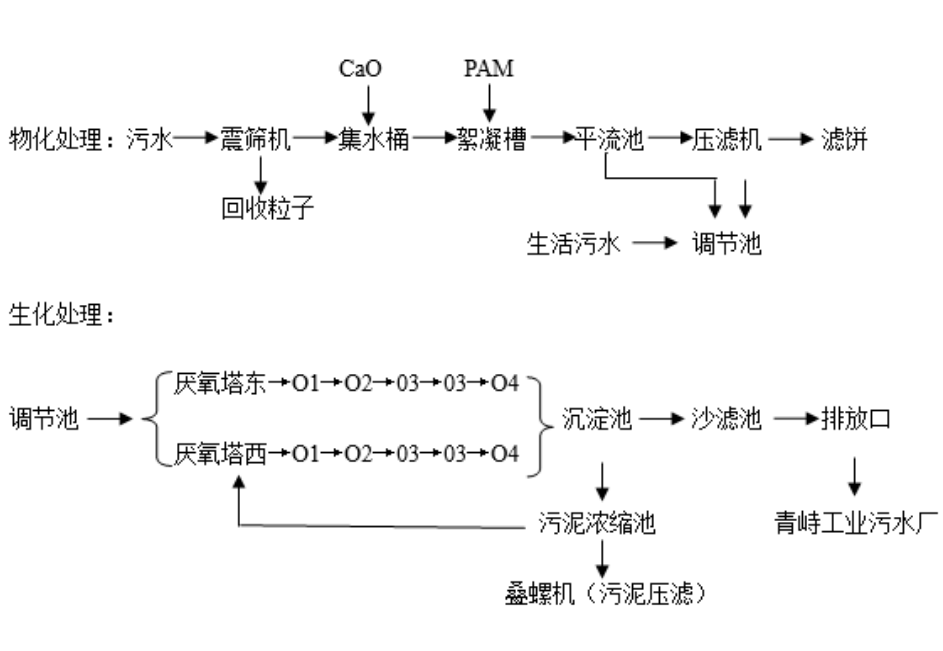 CaO PAM
物化处理：污水→震筛机→集水桶→絮凝槽→平流池→压滤机→滤饼
回收粒子
生活污水→调节池
生化处理：
厌氧塔东→O1→O2→03→03→O4
调节池→ 沉淀池→沙滤池→排放口
厌氧塔西→O1→O2→03→03→O4
污泥浓缩池 青峙工业污水厂
叠螺机（污泥压滤）